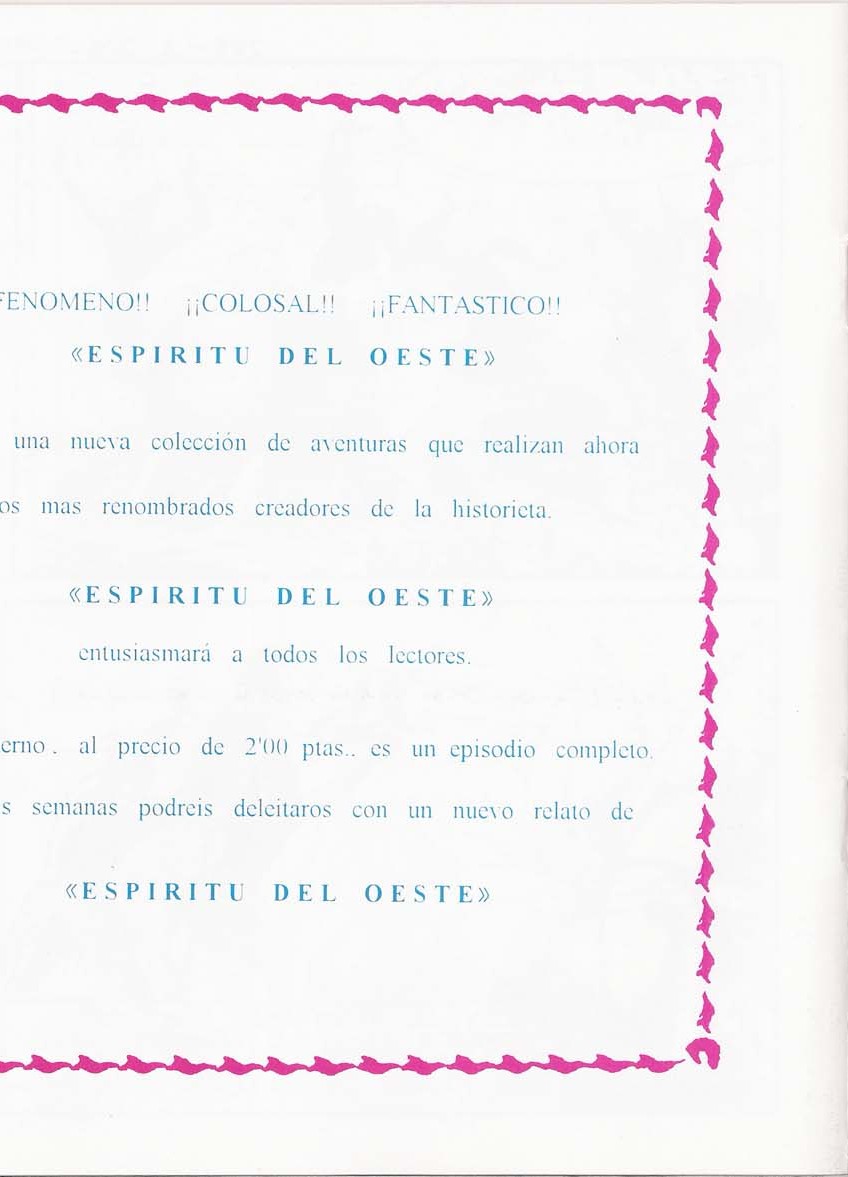 FENOMENO!! ¡¡COLOSAL!! ¡¡FANTASTICO!!
«ESPIRITU DEL OESTE»
una nueva colección de aventuras que realizan ahora
os mas renombrados creadores de la historieta.
«ESPIRITU DEL OESTE»
entusiasmará a todos los lectores.
erno. al precio de 2'00 ptas.. es un episodio completo.
s semanas podreis deleitaros con un nuevo relato de
«ESPIRITU DEL OESTE»